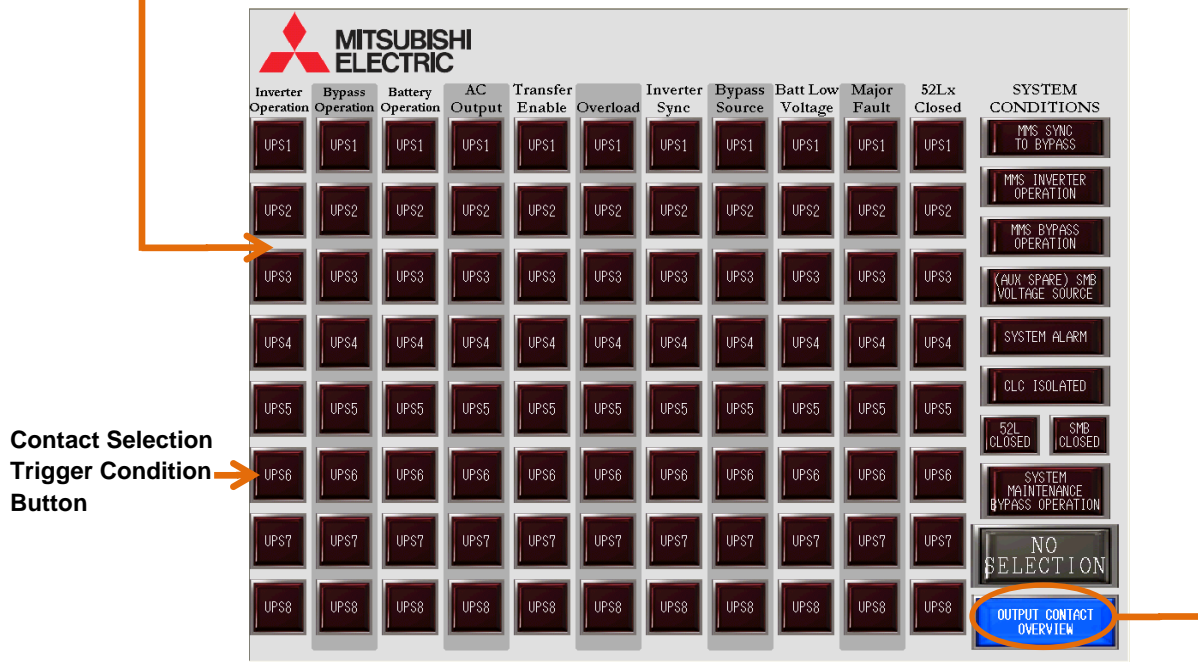 MITSUBISHI
ELECTRIC
Inverter Operation Bypass Operation Battery Operation AC Output Transfer Enable Overload Inverter Sync Bypass Source Batt Low Voltage Major Fault 52Lx Closed SYSTEM CONDITIONS
UPS1 UPS1 UPS1 UPS1 UPS1 UPS1 UPS1 UPS1 UPS1 UPS1 UPS1
UPS2 UPS2 UPS2 UPS2 UPS2 UPS2 UPS2 UPS2 UPS2 UPS2 UPS2
UPS3 UPS3 UPS3 UPS3 UPS3 UPS3 UPS3 UPS3 UPS3 UPS3 UPS3
UPS4 UPS4 UPS4 UPS4 UPS4 UPS4 UPS4 UPS4 UPS4 UPS4 UPS4
UPS5 UPS5 UPS5 UPS5 UPS5 UPS5 UPS5 UPS5 UPS5 UPS5 UPS5
UPS6 UPS6 UPS6 UPS6 UPS6 UPS6 UPS6 UPS6 UPS6 UPS6 UPS6
UPS7 UPS7 UPS7 UPS7 UPS7 UPS7 UPS7 UPS7 UPS7 UPS7 UPS7
UPS8 UPS8 UPS8 UPS8 UPS8 UPS8 UPS8 UPS8 UPS8 UPS8 UPS8
MMS SYNC
TO BYPASS
MMS INVERTER
OPERATION
MMS BYPASS
OPERATION
(AUX SPARE) SMB
VOLTAGE SOURCE
SYSTEM ALARM
CLC ISOLATED
52L
CLOSED
SMB
CLOSED
SYSTEM
MAINTENANCE
BYPASS OPERATION
NO
SELECTION
OUTPUT CONTACT
OVERVIEW
Contact Selection
Trigger Condition
Button